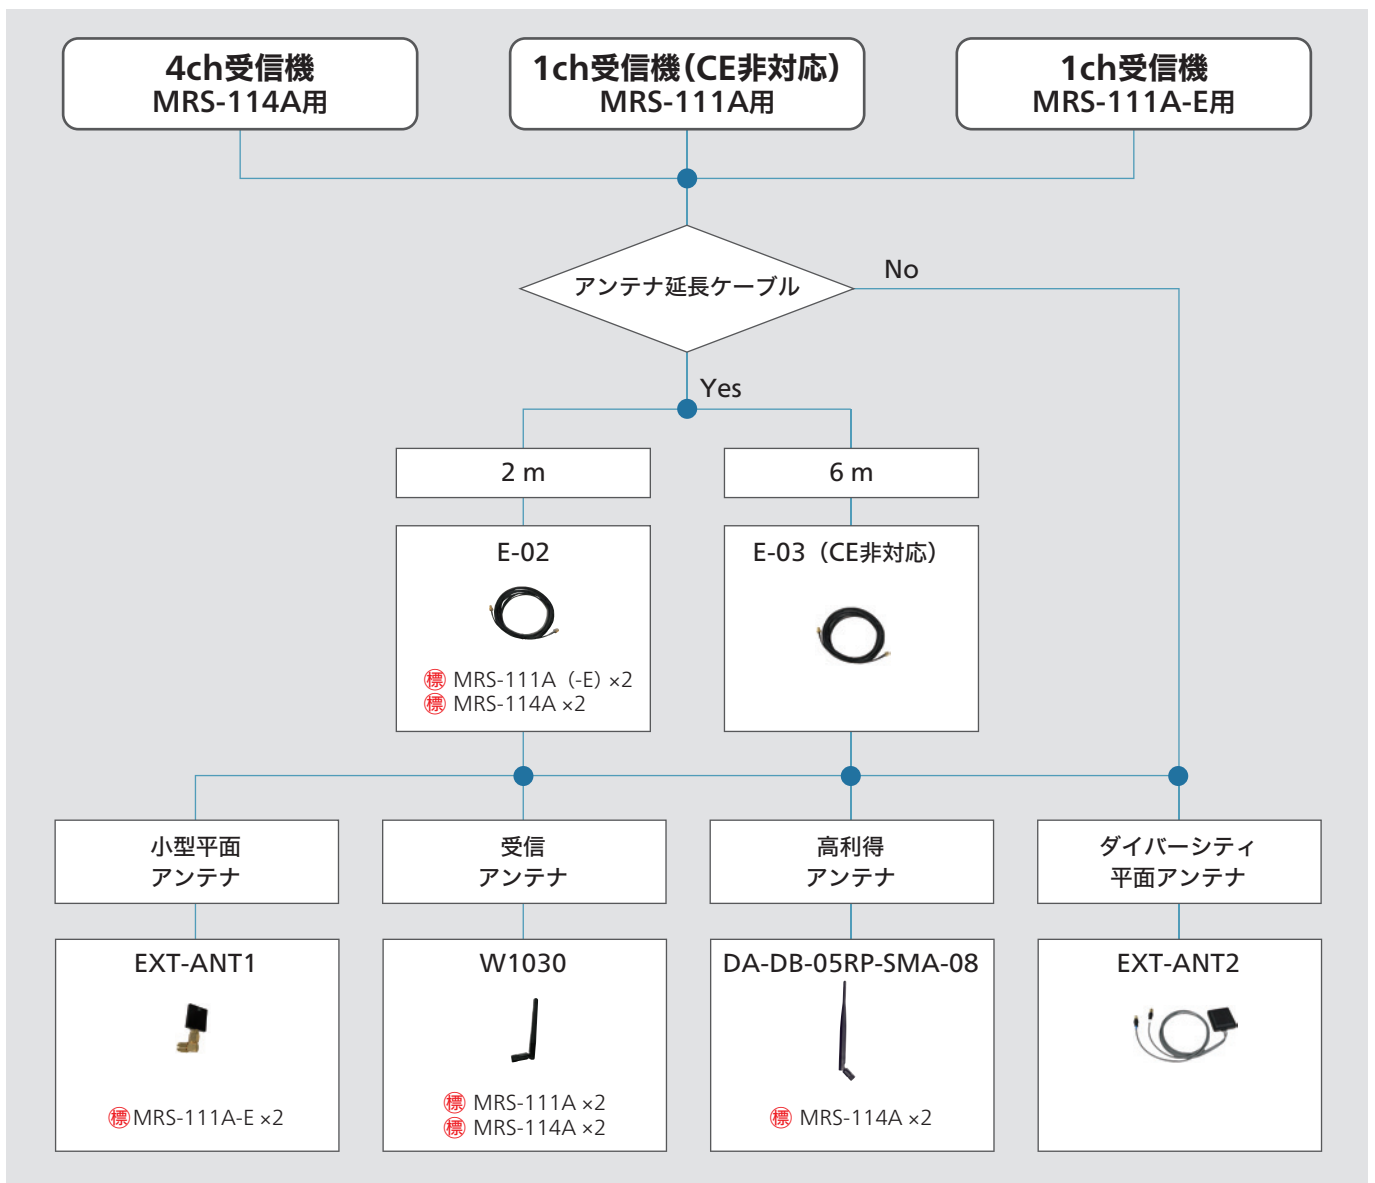 4ch受信機
MRS-114A用
1ch受信機（CE非対応）
MRS-111A用
1ch受信機
MRS-111A-E用
アンテナ延長ケーブル
No
Yes
2 m
6 m
E-02
E-03（CE非対応）
標 MRS-111A（-E）×2
標 MRS-114A ×2
小型平面
アンテナ
受信
アンテナ
高利得
アンテナ
ダイバーシティ
平面アンテナ
EXT-ANT1
標 MRS-111A-E ×2
W1030
標 MRS-111A ×2
標 MRS-114A ×2
DA-DB-05RP-SMA-08
標 MRS-114A ×2
EXT-ANT2